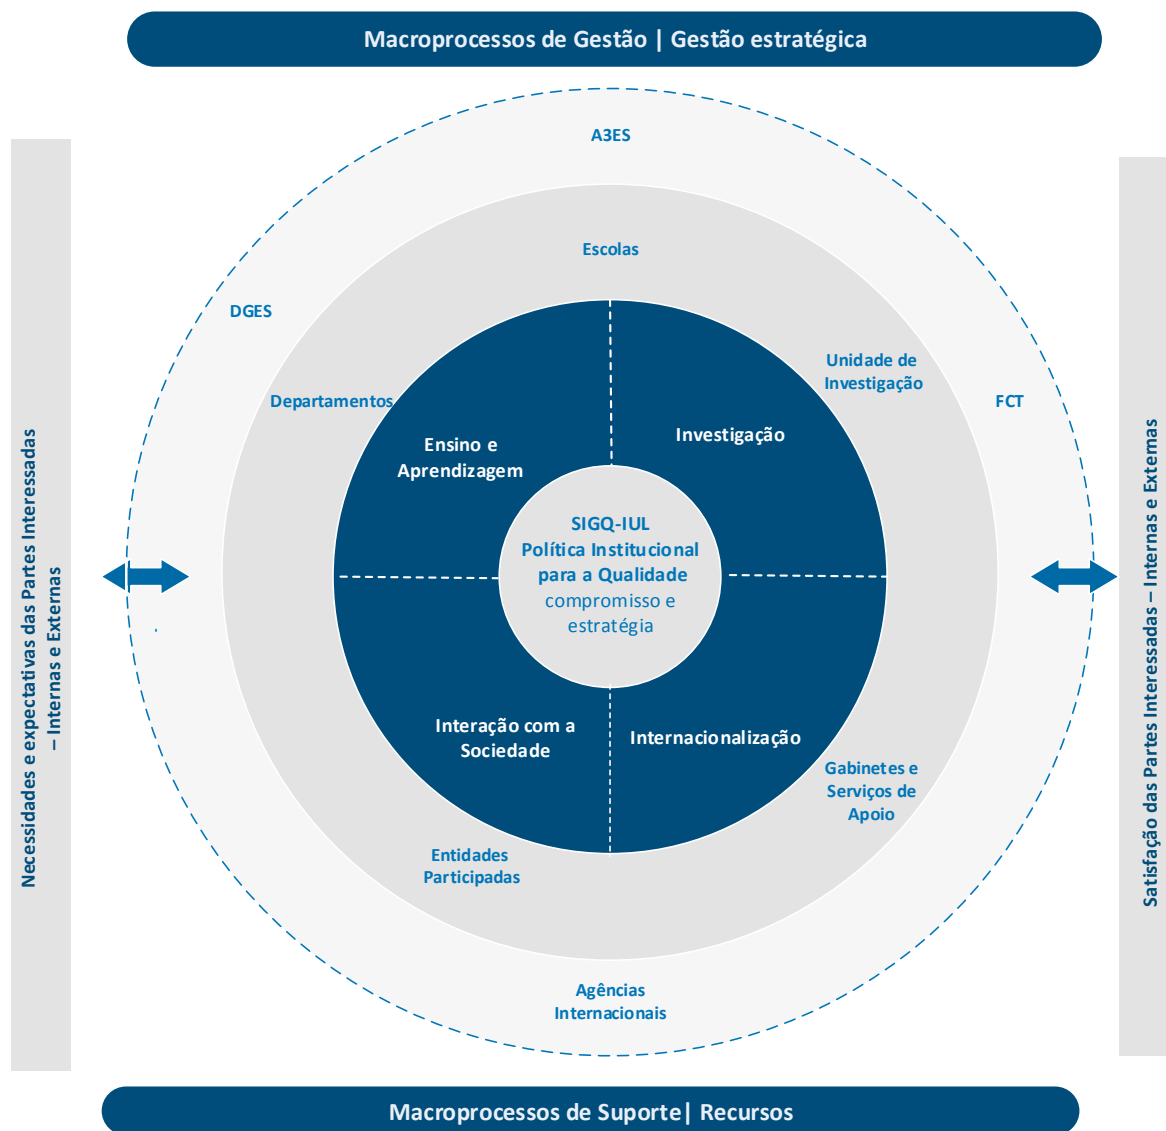 Macroprocessos de Gestão | Gestão estratégica
A3ES
Escolas
DGES
Unidade de
Investigação
Departamentos
FCT
Ensino e
Aprendizagem
Investigação
Necessidades e expectativas das Partes Interessadas
– Internas e Externas
SIGQ-IUL
Política Institucional
para a Qualidade
compromisso e
estratégia
Satisfação das Partes Interessadas – Internas e Externas
Interação com a
Sociedade
Internacionalização
Gabinetes e
Serviços de
Apoio
Entidades
Participadas
Agências
Internacionais
Macroprocessos de Suporte| Recursos